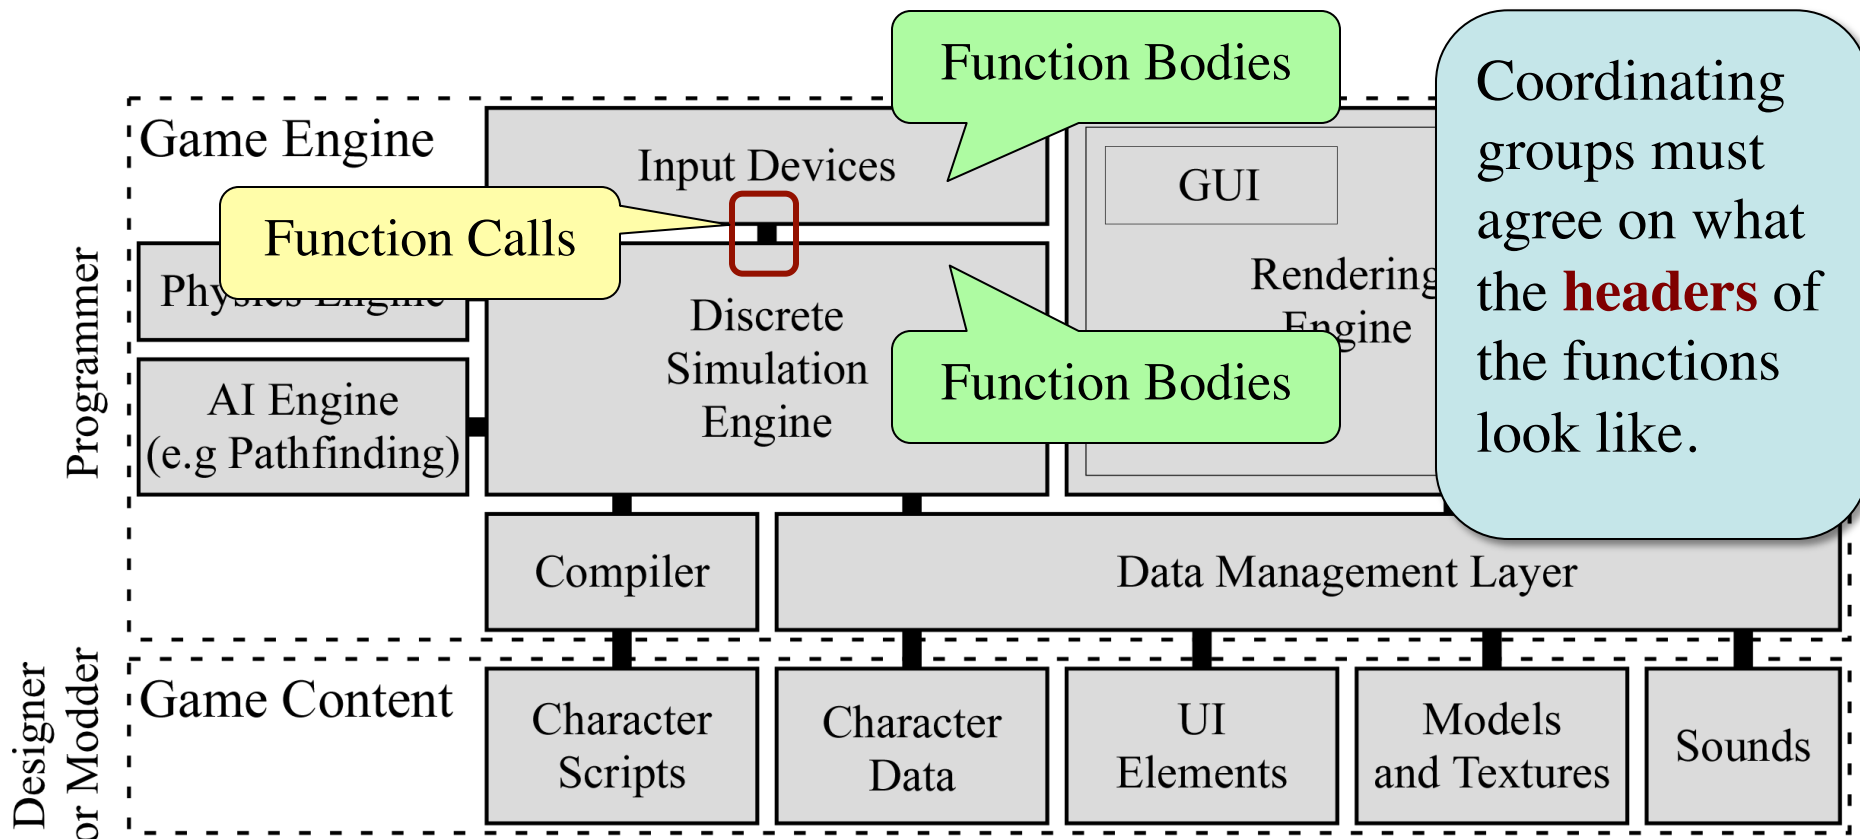 Function Bodies
Coordinating
groups must
agree on what
the headers of
the functions
look like.
Game Engine
Input Devices
GUI
Function Calls
Physics Engine
Rendering
Engine
Discrete
Simulation
Engine
Function Bodies
AI Engine
(e.g Pathfinding)
Programmer
Compiler
Data Management Layer
Game Content
Designer
or Modder
Character
Scripts
Character
Data
UI
Elements
Models
and Textures
Sounds